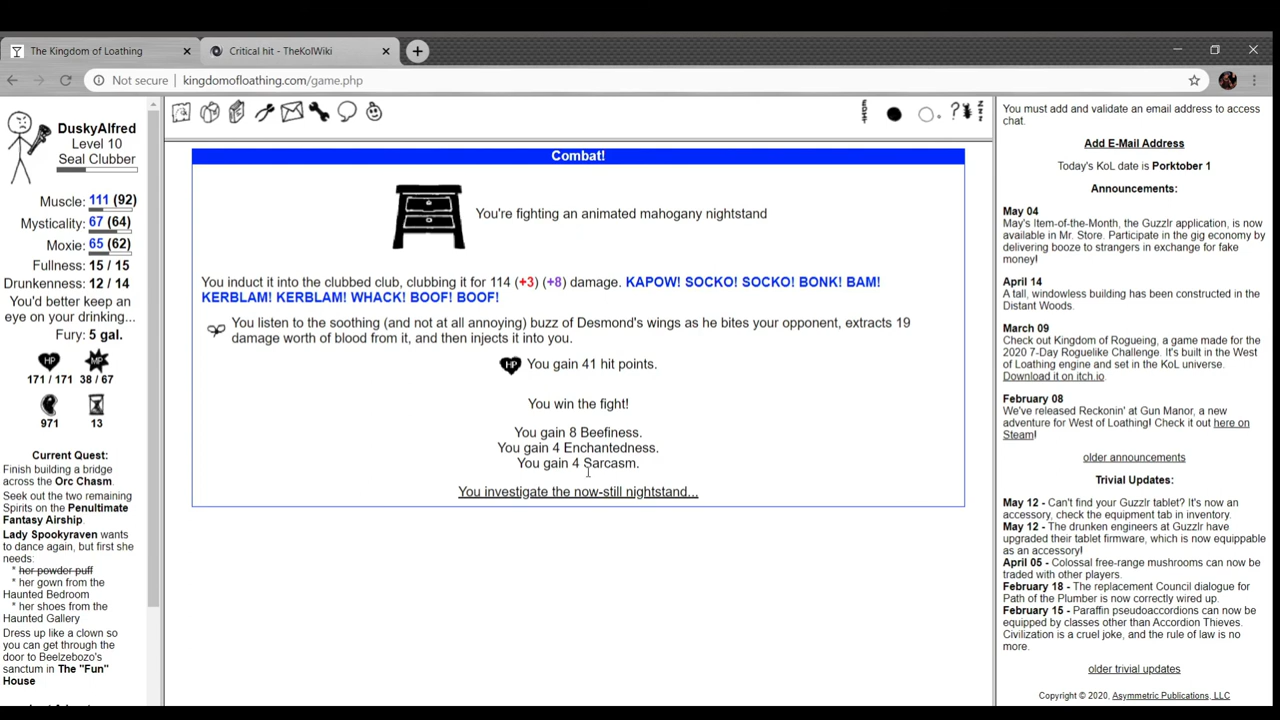 The Kingdom of Loathing
Critical hit - TheKolWiki
Not secure | kingdomofloathing.com/game.php
DuskyAlfred
Level 10
Seal Clubber
Muscle: 111 (92)
Mysticality: 67 (64)
Moxie: 65 (62)
Fullness: 15 / 15
Drunkenness: 12 / 14
You'd better keep an
eye on your drinking...
Fury: 5 gal.
HP MP
171 / 171 38 / 67
971 13
Current Quest:
Finish building a bridge
across the Orc Chasm.
Seek out the two remaining
Spirits on the Penultimate
Fantasy Airship.
Lady Spookyraven wants
to dance again, but first she
needs:
* her powder puff
* her gown from the
Haunted Bedroom
* her shoes from the
Haunted Gallery
Dress up like a clown so
you can get through the
door to Beelzebozo's
sanctum in The "Fun"
House
Combat!
You're fighting an animated mahogany nightstand
You induct it into the clubbed club, clubbing it for 114 (+3) (+8) damage. KAPOW! SOCKO! SOCKO! BONK! BAM!
KERBLAM! KERBLAM! WHACK! BOOF! BOOF!
You listen to the soothing (and not at all annoying) buzz of Desmond's wings as he bites your opponent, extracts 19
damage worth of blood from it, and then injects it into you.
HP You gain 41 hit points.
You win the fight!
You gain 8 Beefiness.
You gain 4 Enchantedness.
You gain 4 Sarcasm.
You investigate the now-still nightstand...
You must add and validate an email address to access
chat.
Add E-Mail Address
Today's KoL date is Porktober 1
Announcements:
May 04
May's Item-of-the-Month, the Guzzlr application, is now
available in Mr. Store. Participate in the gig economy by
delivering booze to strangers in exchange for fake
money!
April 14
A tall, windowless building has been constructed in the
Distant Woods.
March 09
Check out Kingdom of Rogueing, a game made for the
2020 7-Day Roguelike Challenge. It's built in the West
of Loathing engine and set in the KoL universe.
Download it on itch.io.
February 08
We've released Reckonin' at Gun Manor, a new
adventure for West of Loathing! Check it out here on
Steam!
older announcements
Trivial Updates:
May 12 - Can't find your Guzzlr tablet? It's now an
accessory, check the equipment tab in inventory.
May 12 - The drunken engineers at Guzzlr have
upgraded their tablet firmware, which is now equippable
as an accessory!
April 05 - Colossal free-range mushrooms can now be
traded with other players.
February 18 - The replacement Council dialogue for
Path of the Plumber is now correctly wired up.
February 15 - Paraffin pseudoaccordions can now be
equipped by classes other than Accordion Thieves.
Civilization is a cruel joke, and the rule of law is no
more.
older trivial updates
Copyright © 2020, Asymmetric Publications, LLC